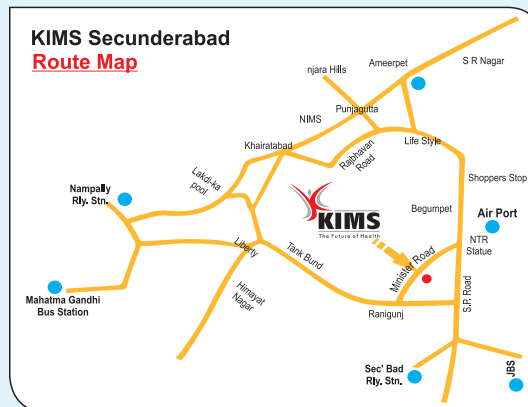 KIMS Secunderabad
Route Map
Ameerpet
S R Nagar
njara Hills
Punjagutta
NIMS
Khairatabad
Rajbhavan
Road
Life Style
Lakdi-ka
pool
Shoppers Stop
Nampally
Rly. Stn.
KIMS
The Future of Health
Begumpet
Air Port
NTR
Statue
Liberty
Tank Bund
Minister Road
Mahatma Gandhi
Bus Station
Himayat
Nagar
Ranigunj
S.P. Road
Sec' Bad
Rly. Stn.
JBS